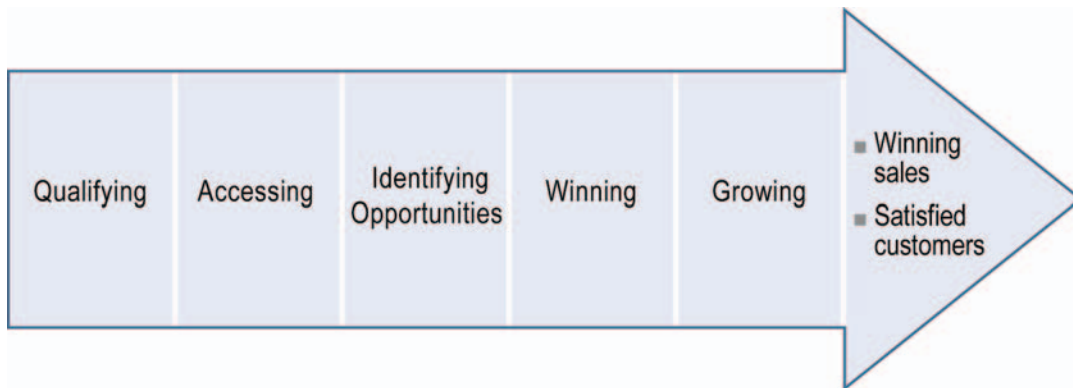 Qualifying
Accessing
Identifying
Opportunities
Winning
Growing
Winning
sales
Satisfied
customers